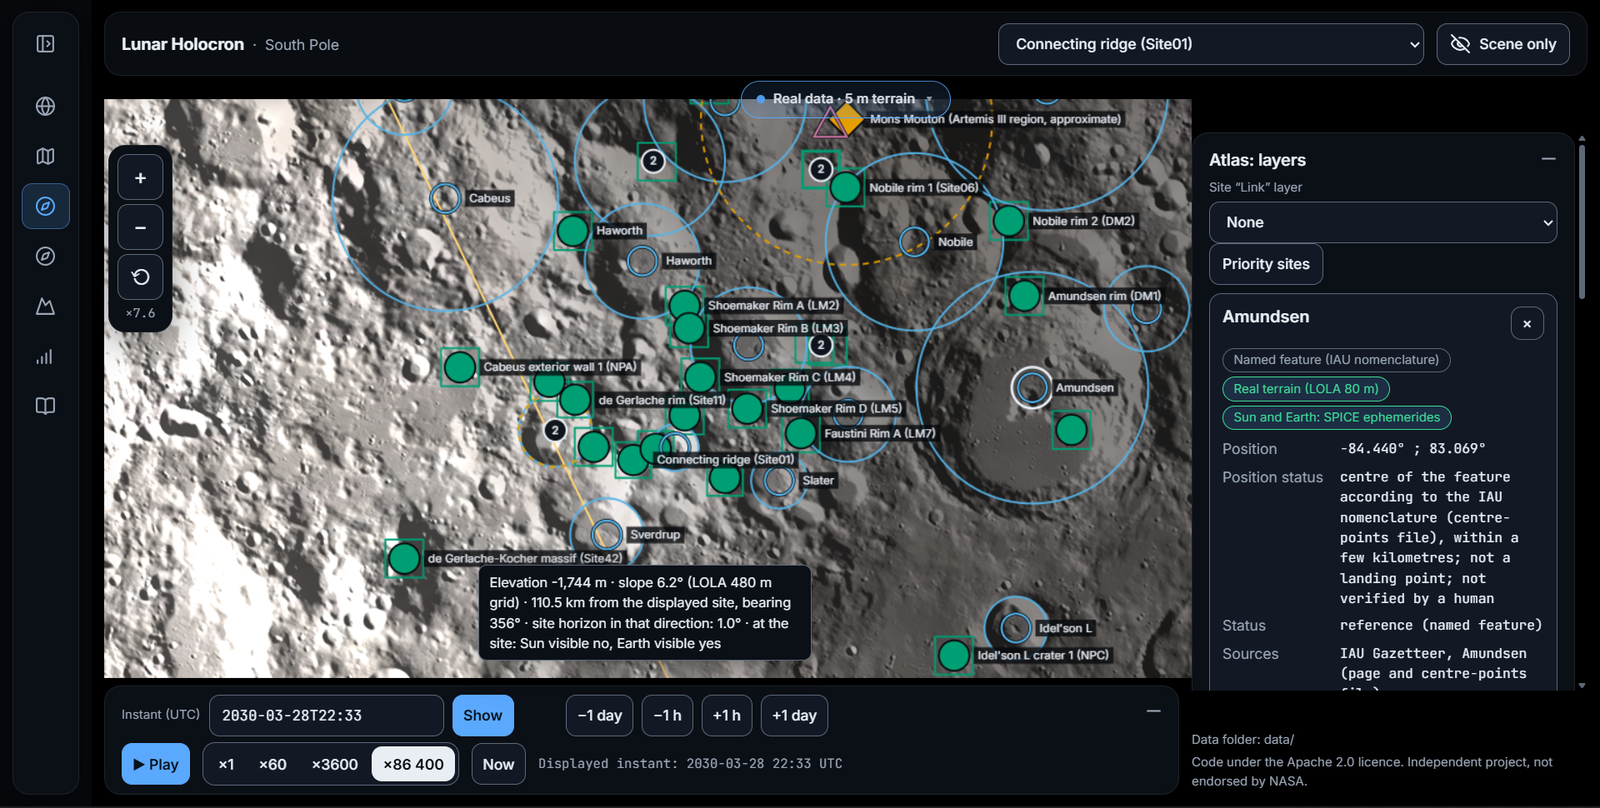 Lunar Holocron · South Pole
Connecting ridge (Site01)
Scene only
Real data · 5 m terrain
+
−
×7.6
Mons Mouton (Artemis III region, approximate)
2
2
Nobile rim 1 (Site06)
Cabeus
Nobile rim 2 (DM2)
Haworth
Nobile
Haworth
Amundsen rim (DM1)
Shoemaker Rim A (LM2)
Shoemaker Rim B (LM3)
2
Cabeus exterior wall 1 (NPA)
Shoemaker Rim C (LM4)
Amundsen
de Gerlache rim (Site11)
Shoemaker Rim D (LM5)
2
Faustini Rim A (LM7)
Connecting ridge (Site01)
Slater
Sverdrup
de Gerlache-Kocher massif (Site42)
Elevation -1,744 m · slope 6.2° (LOLA 480 m
grid) · 110.5 km from the displayed site, bearing
356° · site horizon in that direction: 1.0° · at the
site: Sun visible no, Earth visible yes
Idel'son L
Idel'son L crater 1 (NPC)
Atlas: layers
Site “Link” layer
None
Priority sites
Amundsen
×
Named feature (IAU nomenclature)
Real terrain (LOLA 80 m)
Sun and Earth: SPICE ephemerides
Position -84.440° ; 83.069°
Position status centre of the feature
according to the IAU
nomenclature (centre-
points file), within a
few kilometres; not a
landing point; not
verified by a human
Status reference (named feature)
Sources IAU Gazetteer, Amundsen
(page and centre-points
Instant (UTC) 2030-03-28T22:33 Show −1 day −1 h +1 h +1 day
Play ×1 ×60 ×3600 ×86 400 Now Displayed instant: 2030-03-28 22:33 UTC
Data folder: data/
Code under the Apache 2.0 licence. Independent project, not
endorsed by NASA.